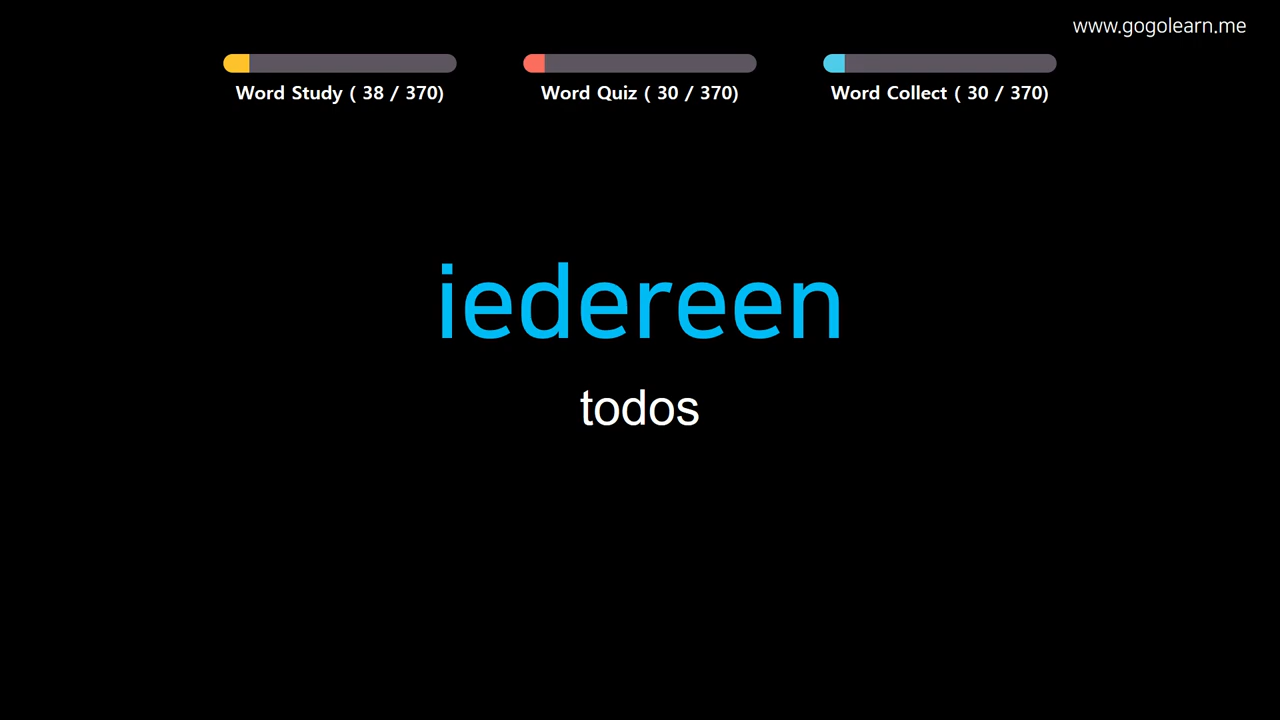 www.gogolearn.me
Word Study ( 38 / 370)
Word Quiz ( 30 / 370)
Word Collect ( 30 / 370)
iedereen
todos